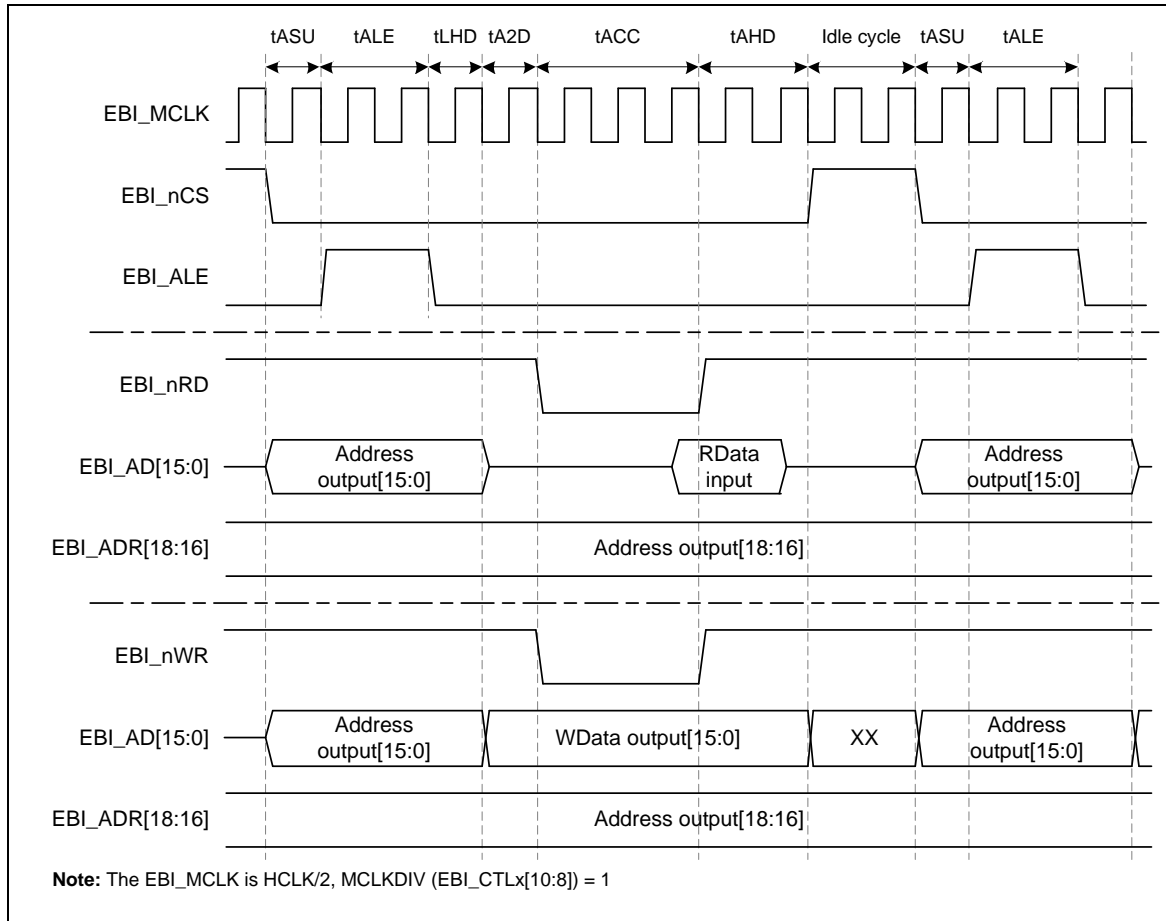 tASU tALE tLHD tA2D tACC tAHD Idle cycle tASU tALE
EBI_MCLK
EBI_nCS
EBI_ALE
EBI_nRD
EBI_AD[15:0]
Address
output[15:0]
RData
input
Address
output[15:0]
EBI_ADR[18:16]
Address output[18:16]
EBI_nWR
EBI_AD[15:0]
Address
output[15:0]
WData output[15:0]
XX
Address
output[15:0]
EBI_ADR[18:16]
Address output[18:16]
Note: The EBI_MCLK is HCLK/2, MCLKDIV (EBI_CTLx[10:8]) = 1